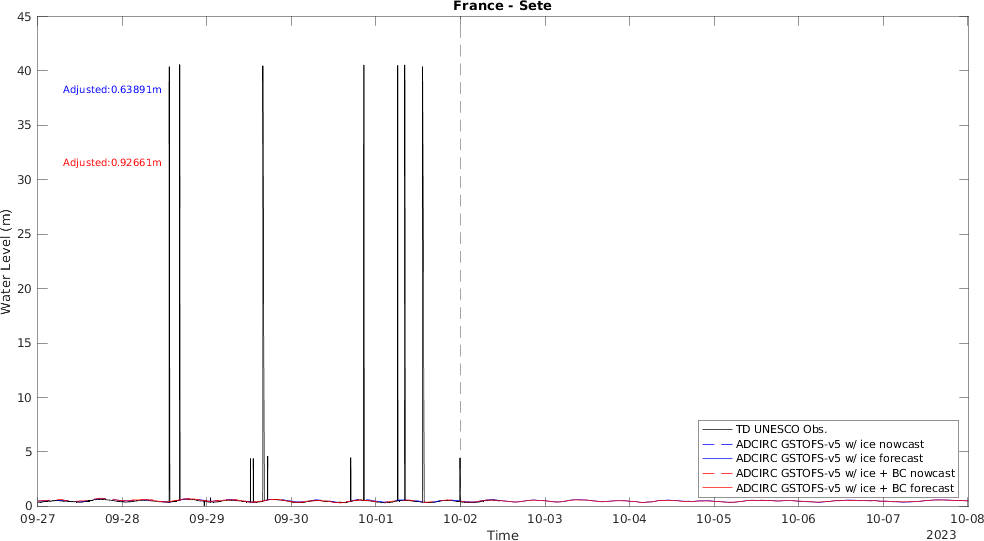 France - Sete
45
40
35
30
25
20
15
10
5
0
Water Level (m)
Adjusted:0.63891m
Adjusted:0.92661m
TD UNESCO Obs.
ADCIRC GSTOFS-v5 w/ ice nowcast
ADCIRC GSTOFS-v5 w/ ice forecast
ADCIRC GSTOFS-v5 w/ ice + BC nowcast
ADCIRC GSTOFS-v5 w/ ice + BC forecast
09-27 09-28 09-29 09-30 10-01 10-02 10-03 10-04 10-05 10-06 10-07 10-08
Time
2023